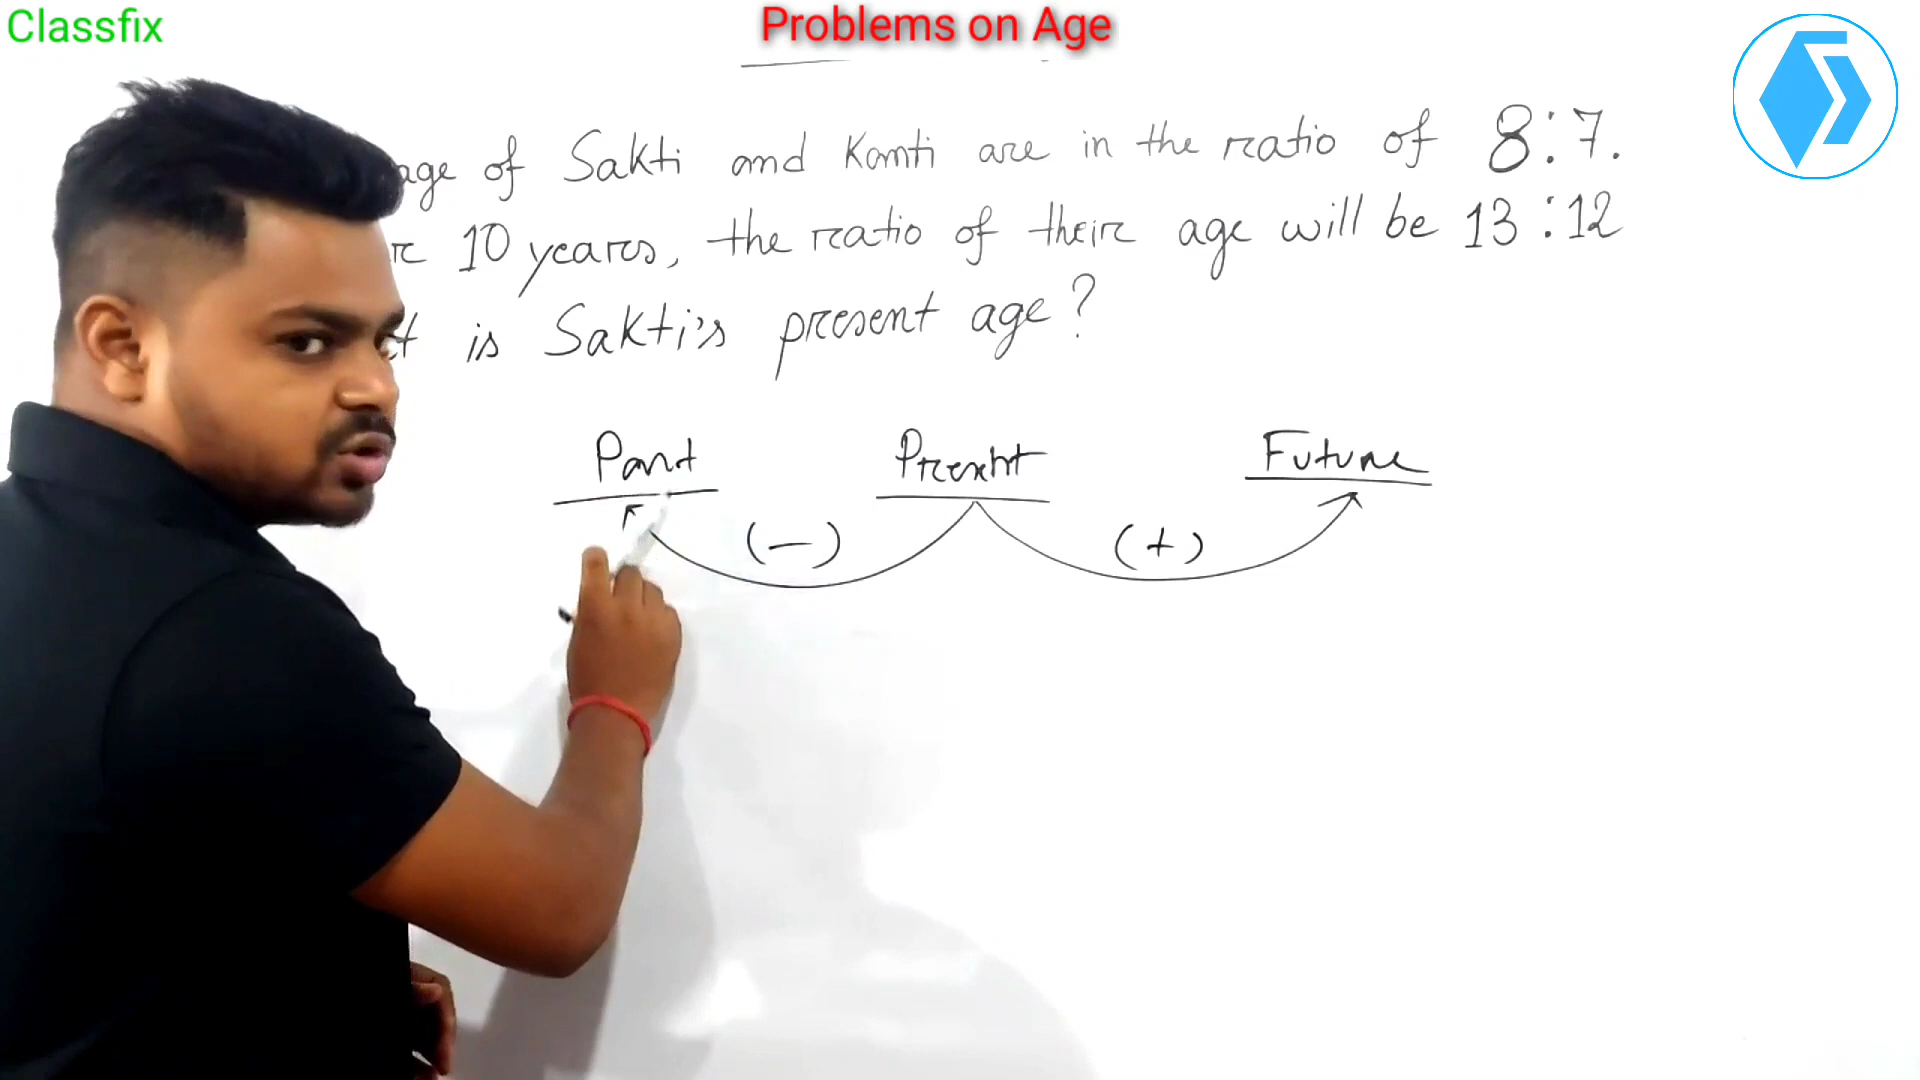 Classfix
Problems on Age
age of Sakti and Kamti are in the ratio of 8:7.
10 years, the ratio of their age will be 13:12
is Sakti's present age?
Past Present Future
(-) (+)